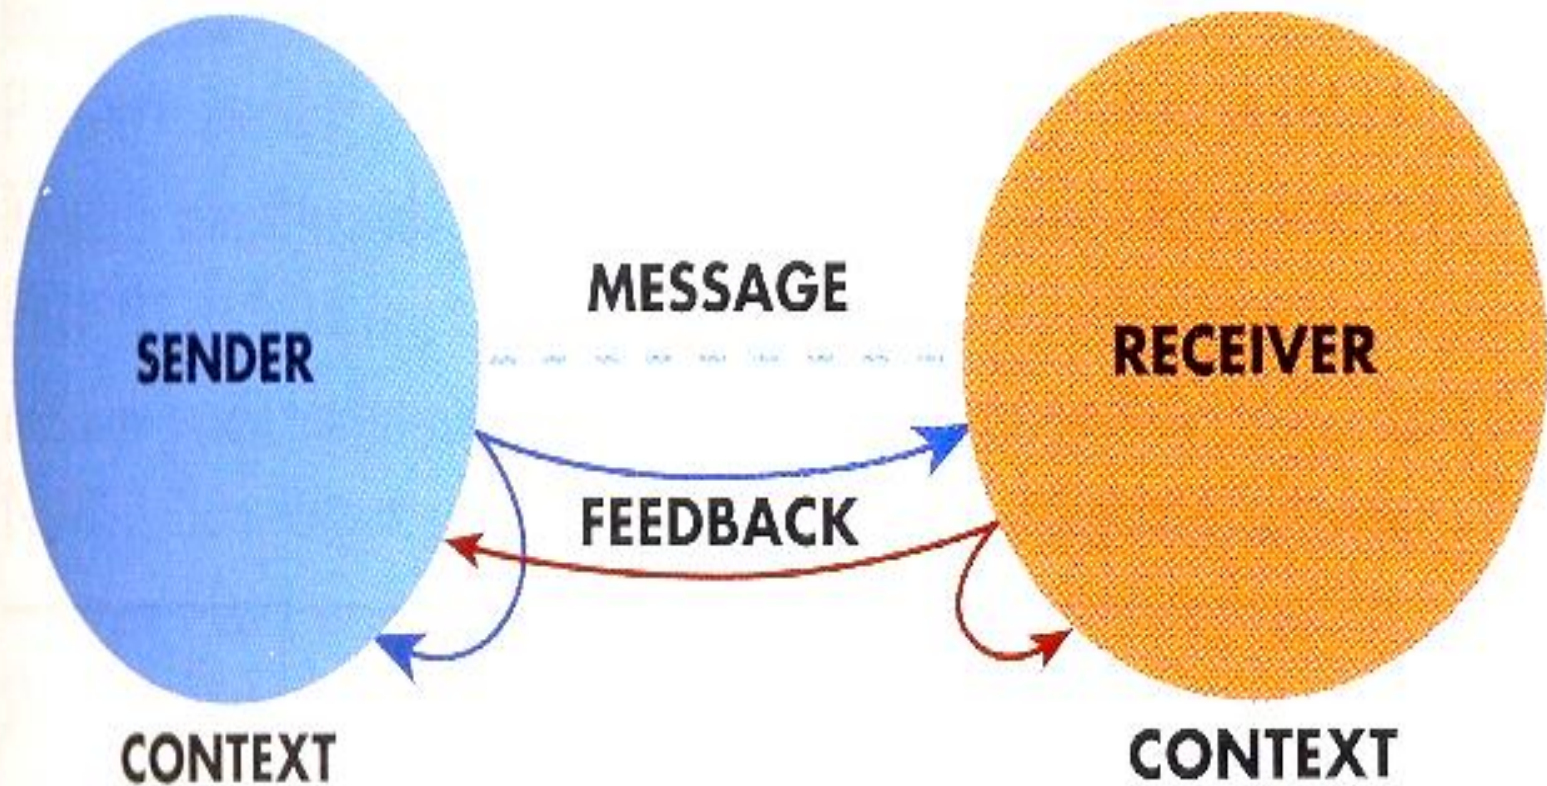 MESSAGE
SENDER
RECEIVER
FEEDBACK
CONTEXT
CONTEXT